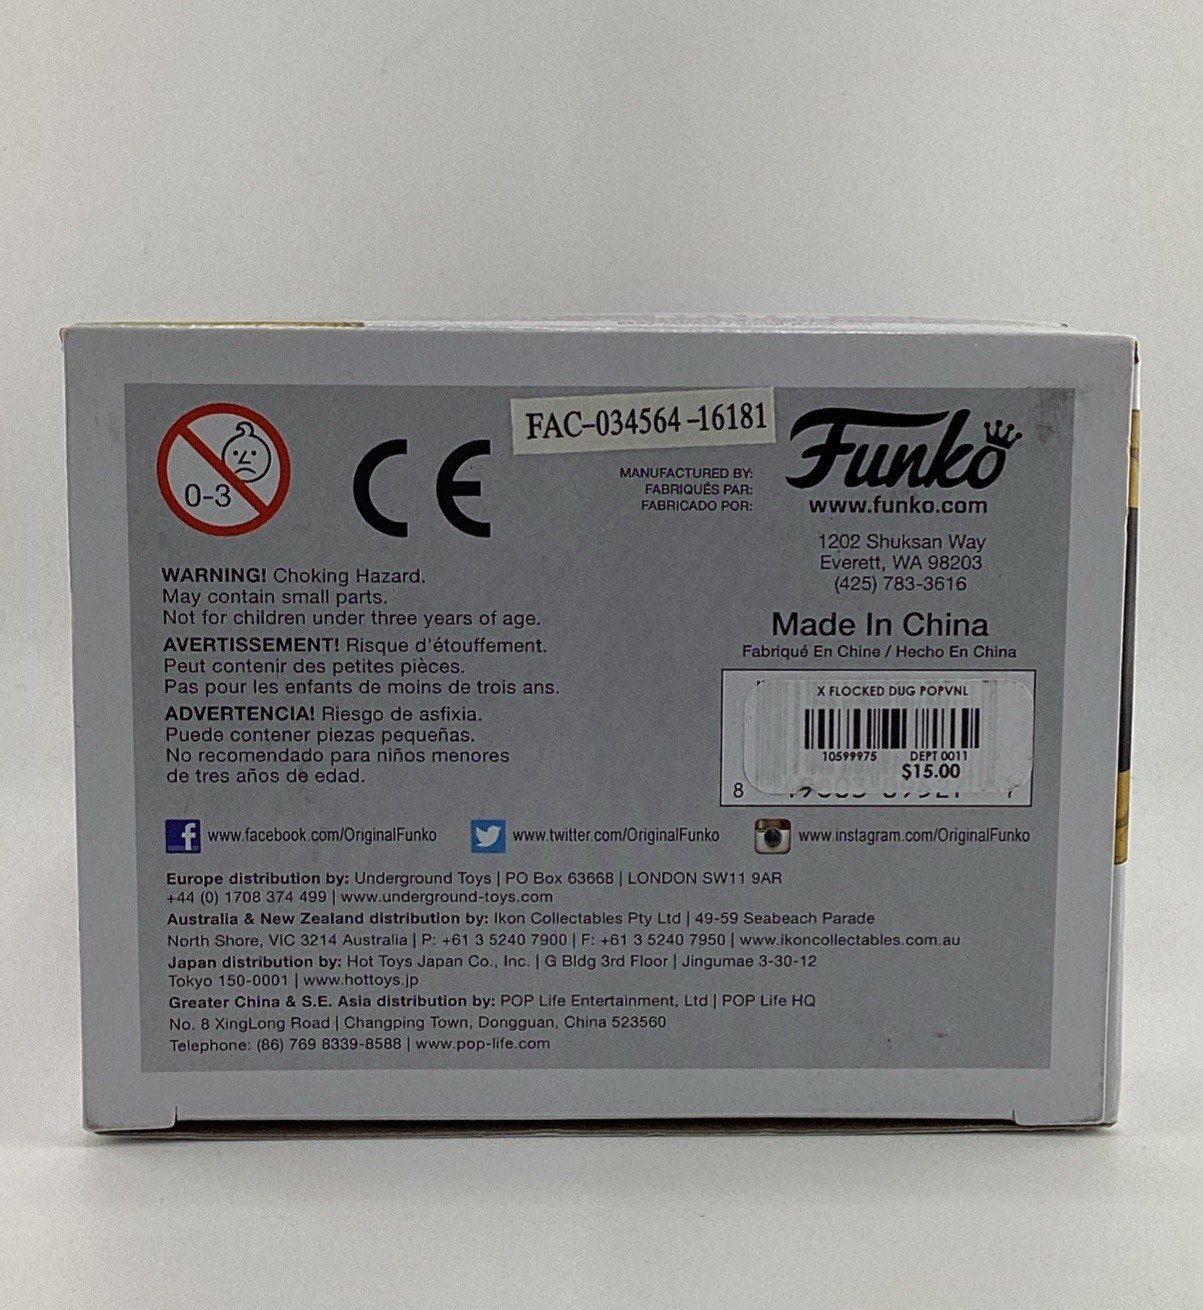 0-3
CE
FAC-034564-16181
MANUFACTURED BY:
FABRIQUÉS PAR:
FABRICADO POR:
Funko
www.funko.com
1202 Shuksan Way
Everett, WA 98203
(425) 783-3616
Made In China
Fabriqué En Chine / Hecho En China
WARNING! Choking Hazard.
May contain small parts.
Not for children under three years of age.
AVERTISSEMENT! Risque d'étouffement.
Peut contenir des petites pièces.
Pas pour les enfants de moins de trois ans.
ADVERTENCIA! Riesgo de asfixia.
Puede contener piezas pequeñas.
No recomendado para niños menores
de tres años de edad.
X FLOCKED DUG POPVNL
10599975 DEPT 0011
$15.00
8
www.facebook.com/OriginalFunko
www.twitter.com/OriginalFunko
www.instagram.com/OriginalFunko
Europe distribution by: Underground Toys | PO Box 63668 | LONDON SW11 9AR
+44 (0) 1708 374 499 | www.underground-toys.com
Australia & New Zealand distribution by: Ikon Collectables Pty Ltd | 49-59 Seabeach Parade
North Shore, VIC 3214 Australia | P: +61 3 5240 7900 | F: +61 3 5240 7950 | www.ikoncollectables.com.au
Japan distribution by: Hot Toys Japan Co., Inc. | G Bldg 3rd Floor | Jingumae 3-30-12
Tokyo 150-0001 | www.hottoys.jp
Greater China & S.E. Asia distribution by: POP Life Entertainment, Ltd | POP Life HQ
No. 8 XingLong Road | Changping Town, Dongguan, China 523560
Telephone: (86) 769 8339-8588 | www.pop-life.com